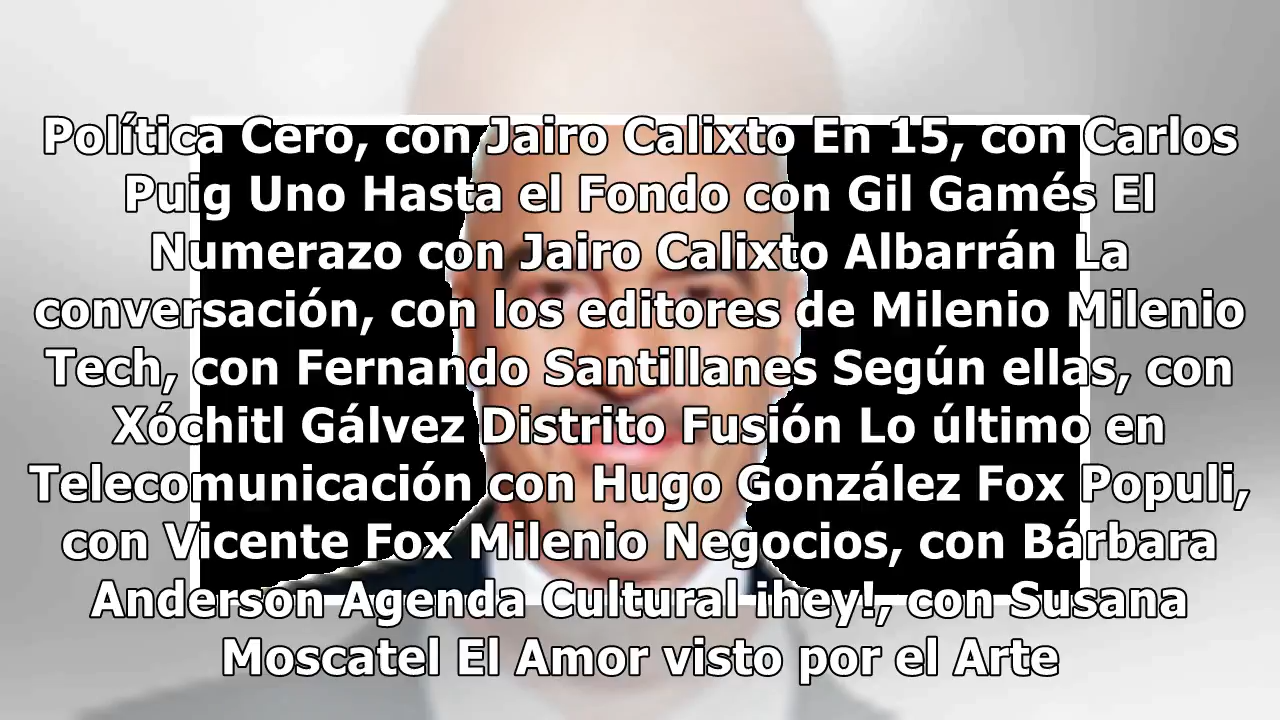 Política Cero, con Jairo Calixto En 15, con Carlos
Puig Uno Hasta el Fondo con Gil Gamés El
Numerazo con Jairo Calixto Albarrán La
conversación, con los editores de Milenio Milenio
Tech, con Fernando Santillanes Según ellas, con
Xóchitl Gálvez Distrito Fusión Lo último en
Telecomunicación con Hugo González Fox Populi,
con Vicente Fox Milenio Negocios, con Bárbara
Anderson Agenda Cultural ihey!, con Susana
Moscatel El Amor visto por el Arte